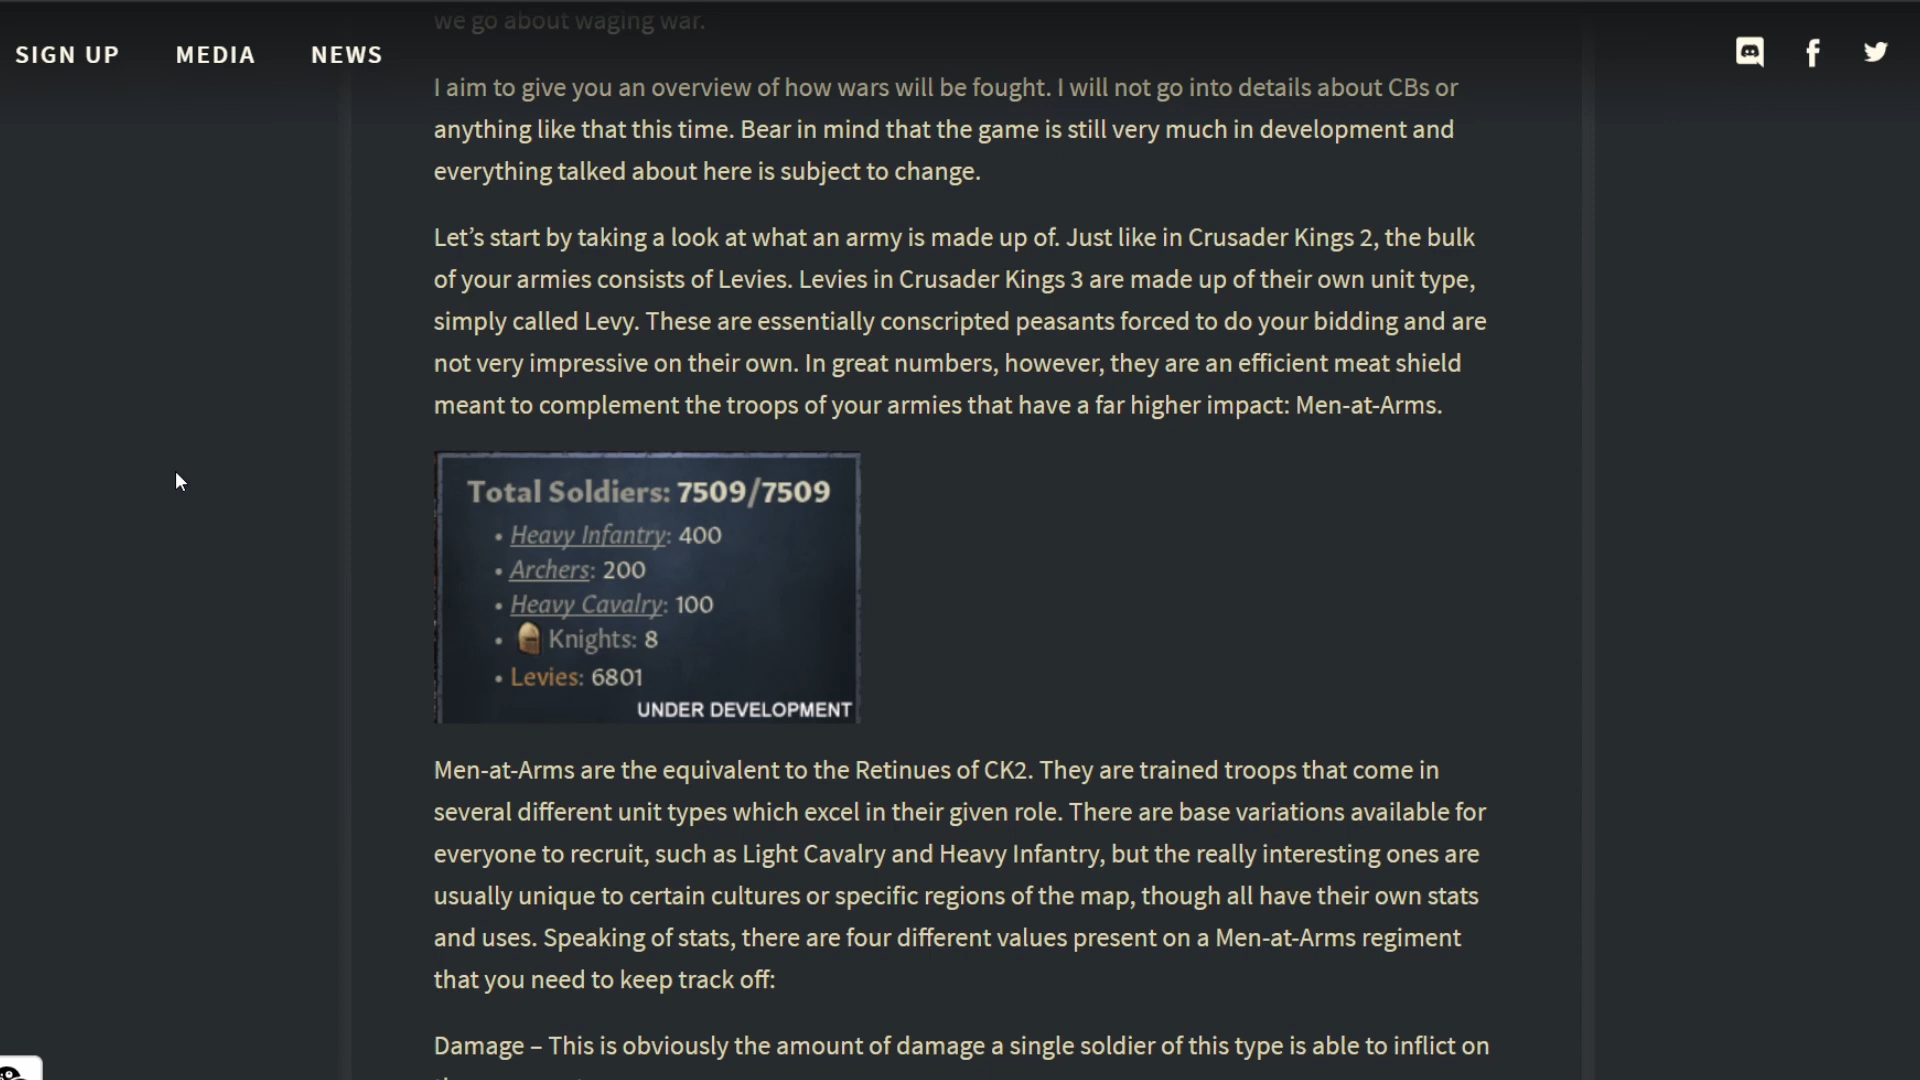 we go about waging war.
SIGN UP MEDIA NEWS
I aim to give you an overview of how wars will be fought. I will not go into details about CBs or
anything like that this time. Bear in mind that the game is still very much in development and
everything talked about here is subject to change.
Let’s start by taking a look at what an army is made up of. Just like in Crusader Kings 2, the bulk
of your armies consists of Levies. Levies in Crusader Kings 3 are made up of their own unit type,
simply called Levy. These are essentially conscripted peasants forced to do your bidding and are
not very impressive on their own. In great numbers, however, they are an efficient meat shield
meant to complement the troops of your armies that have a far higher impact: Men-at-Arms.
Total Soldiers: 7509/7509
• Heavy Infantry: 400
• Archers: 200
• Heavy Cavalry: 100
• Knights: 8
• Levies: 6801
UNDER DEVELOPMENT
Men-at-Arms are the equivalent to the Retinues of CK2. They are trained troops that come in
several different unit types which excel in their given role. There are base variations available for
everyone to recruit, such as Light Cavalry and Heavy Infantry, but the really interesting ones are
usually unique to certain cultures or specific regions of the map, though all have their own stats
and uses. Speaking of stats, there are four different values present on a Men-at-Arms regiment
that you need to keep track off:
Damage – This is obviously the amount of damage a single soldier of this type is able to inflict on